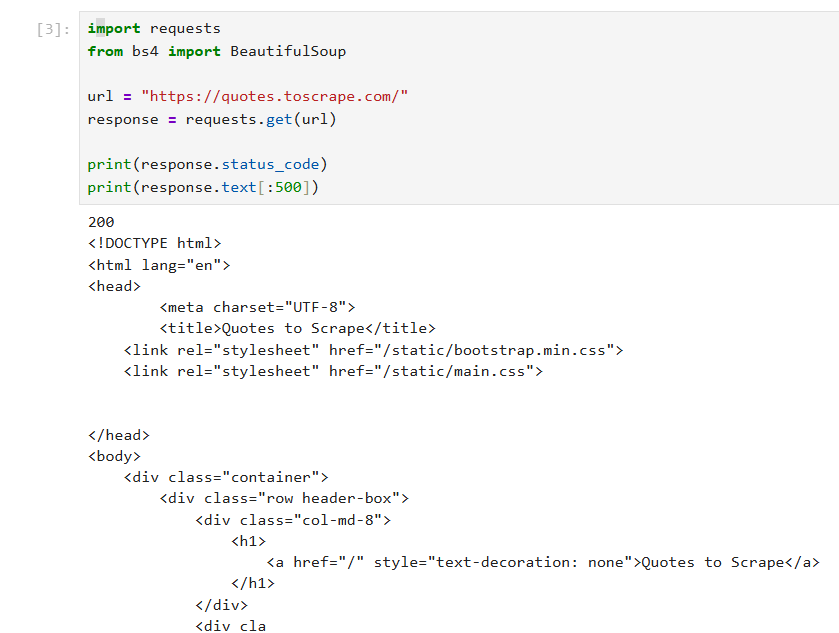 [3]: import requests
from bs4 import BeautifulSoup
url = "https://quotes.toscrape.com/"
response = requests.get(url)
print(response.status_code)
print(response.text[:500])
200
<!DOCTYPE html>
<html lang="en">
<head>
        <meta charset="UTF-8">
        <title>Quotes to Scrape</title>
    <link rel="stylesheet" href="/static/bootstrap.min.css">
    <link rel="stylesheet" href="/static/main.css">
</head>
<body>
    <div class="container">
        <div class="row header-box">
            <div class="col-md-8">
                <h1>
                    <a href="/" style="text-decoration: none">Quotes to Scrape</a>
                </h1>
            </div>
            <div cla